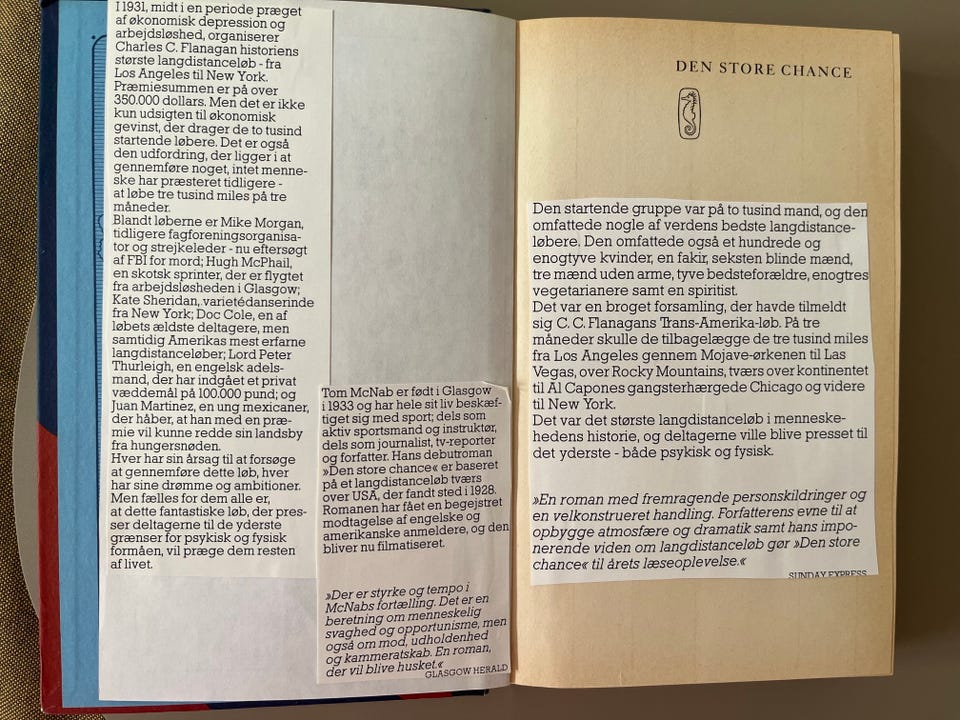 I 1931, midt i en periode præget
af økonomisk depression og
arbejdsløshed, organiserer
Charles C. Flanagan historiens
største langdistanceløb - fra
Los Angeles til New York.
Præmiesummen er på over
350.000 dollars. Men det er ikke
kun udsigten til økonomisk
gevinst, der drager de to tusind
startende løbere. Det er også
den udfordring, der ligger i at
gennemføre noget, intet menne-
ske har præsteret tidligere -
at løbe tre tusind miles på tre
måneder.
Blandt løberne er Mike Morgan,
tidligere fagforeningsorganisa-
tor og strejkeleder - nu eftersøgt
af FBI for mord; Hugh McPhail,
en skotsk sprinter, der er flygtet
fra arbejdsløsheden i Glasgow;
Kate Sheridan, varietédanserinde
fra New York; Doc Cole, en af
løbets ældste deltagere, men
samtidig Amerikas mest erfarne
langdistanceløber; Lord Peter
Thurleigh, en engelsk adels-
mand, der har indgået et privat
væddemål på 100.000 pund; og
Juan Martinez, en ung mexicaner,
der håber, at han med en præ-
mie vil kunne redde sin landsby
fra hungersnøden.
Hver har sin årsag til at forsøge
at gennemføre dette løb, hver
har sine drømme og ambitioner.
Men fælles for dem alle er,
at dette fantastiske løb, der pres-
ser deltagerne til de yderste
grænser for psykisk og fysisk
formåen, vil præge dem resten
af livet.
Tom McNab er født i Glasgow
i 1933 og har hele sit liv beskæf-
tiget sig med sport; dels som
aktiv sportsmand og instruktør,
dels som journalist, tv-reporter
og forfatter. Hans debutroman
»Den store chance« er baseret
på et langdistanceløb tværs
over USA, der fandt sted i 1928.
Romanen har fået en begejstret
modtagelse af engelske og
amerikanske anmeldere, og den
bliver nu filmatiseret.
»Der er styrke og tempo i
McNabs fortælling. Det er en
beretning om menneskelig
svaghed og opportunisme, men
også om mod, udholdenhed
og kammeratskab. En roman,
der vil blive husket.«
GLASGOW HERALD
DEN STORE CHANCE
Den startende gruppe var på to tusind mand, og den
omfattede nogle af verdens bedste langdistance-
løbere. Den omfattede også et hundrede og
enogtyve kvinder, en fakir, seksten blinde mænd,
tre mænd uden arme, tyve bedsteforældre, enogtres
vegetarianere samt en spiritist.
Det var en broget forsamling, der havde tilmeldt
sig C. C. Flanagans Trans-Amerika-løb. På tre
måneder skulle de tilbagelægge de tre tusind miles
fra Los Angeles gennem Mojave-ørkenen til Las
Vegas, over Rocky Mountains, tværs over kontinentet
til Al Capones gangsterhærgede Chicago og videre
til New York.
Det var det største langdistanceløb i menneske-
hedens historie, og deltagerne ville blive presset til
det yderste - både psykisk og fysisk.
»En roman med fremragende personskildringer og
en velkonstrueret handling. Forfatterens evne til at
opbygge atmosfære og dramatik samt hans impo-
nerende viden om langdistanceløb gør »Den store
chance« til årets læseoplevelse.«
SUNDAY EXPRESS